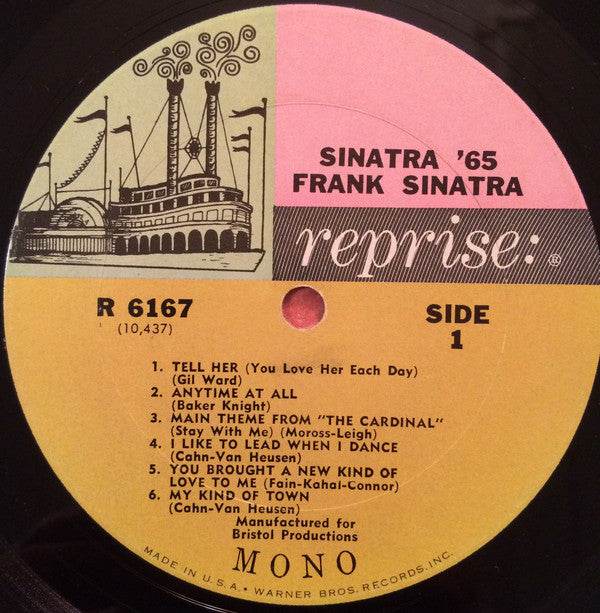 SINATRA '65
FRANK SINATRA
reprise: ®
R 6167
(10,437)
SIDE
1
1. TELL HER (You Love Her Each Day)
(Gil Ward)
2. ANYTIME AT ALL
(Baker Knight)
3. MAIN THEME FROM "THE CARDINAL"
(Stay With Me) (Moross-Leigh)
4. I LIKE TO LEAD WHEN I DANCE
(Cahn-Van Heusen)
5. YOU BROUGHT A NEW KIND OF
LOVE TO ME (Fain-Kahal-Connor)
6. MY KIND OF TOWN
(Cahn-Van Heusen)
Manufactured for
Bristol Productions
MONO
MADE IN U.S.A. • WARNER BROS. RECORDS, INC.